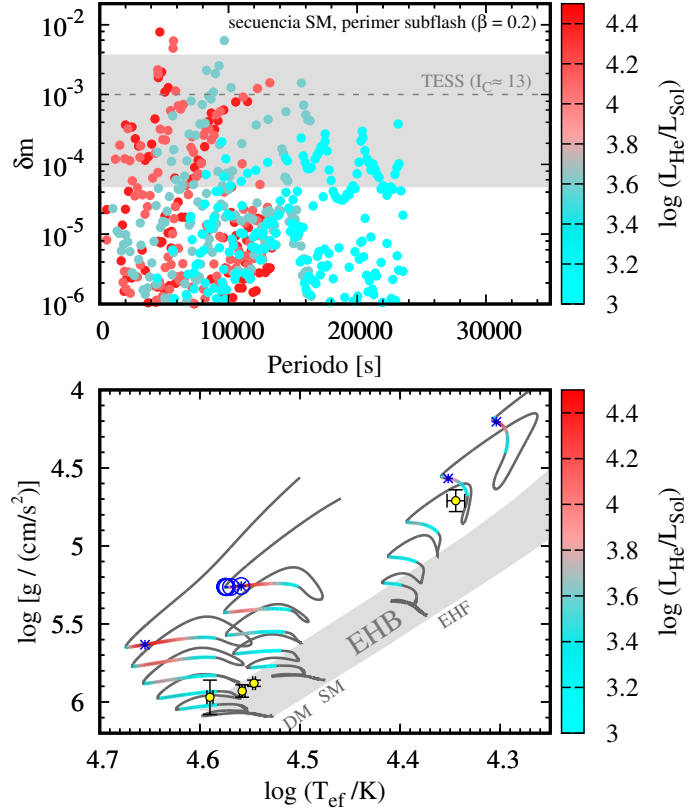 secuencia SM, perimer subflash (β = 0.2)
TESS (I_C≈ 13)
10^-2
10^-3
10^-4
10^-5
10^-6
δm
0
10000
20000
30000
Periodo [s]
4.4
4.2
4
3.8
3.6
3.4
3.2
3
log (L_He/L_Sol)
4
4.5
5
5.5
6
log [g / (cm/s^2)]
EHB
EHF
DM
SM
4.7
4.6
4.5
4.4
4.3
log (T_ef /K)
4.4
4.2
4
3.8
3.6
3.4
3.2
3
log (L_He/L_Sol)